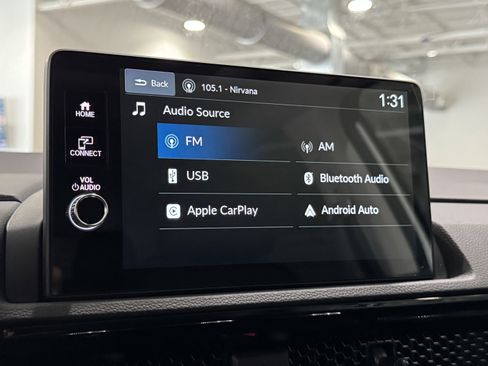 Back 105.1 - Nirvana
1:31
HOME
Audio Source
FM
AM
CONNECT
USB
Bluetooth Audio
VOL
AUDIO
Apple CarPlay
Android Auto